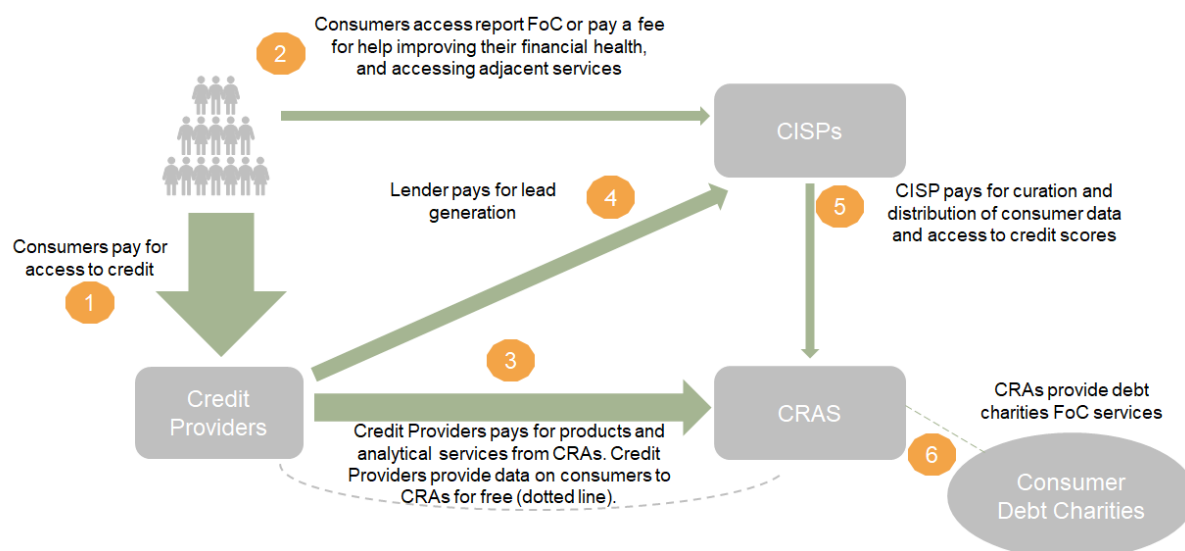 Consumers access report FoC or pay a fee
for help improving their financial health,
and accessing adjacent services
2
CISPs
Lender pays for lead
generation
4
5
CISP pays for curation and
distribution of consumer data
and access to credit scores
Consumers pay for
access to credit
1
3
Credit
Providers
CRAS
CRAs provide debt
charities FoC services
Credit Providers pays for products and
analytical services from CRAs. Credit
Providers provide data on consumers to
CRAs for free (dotted line).
6
Consumer
Debt Charities